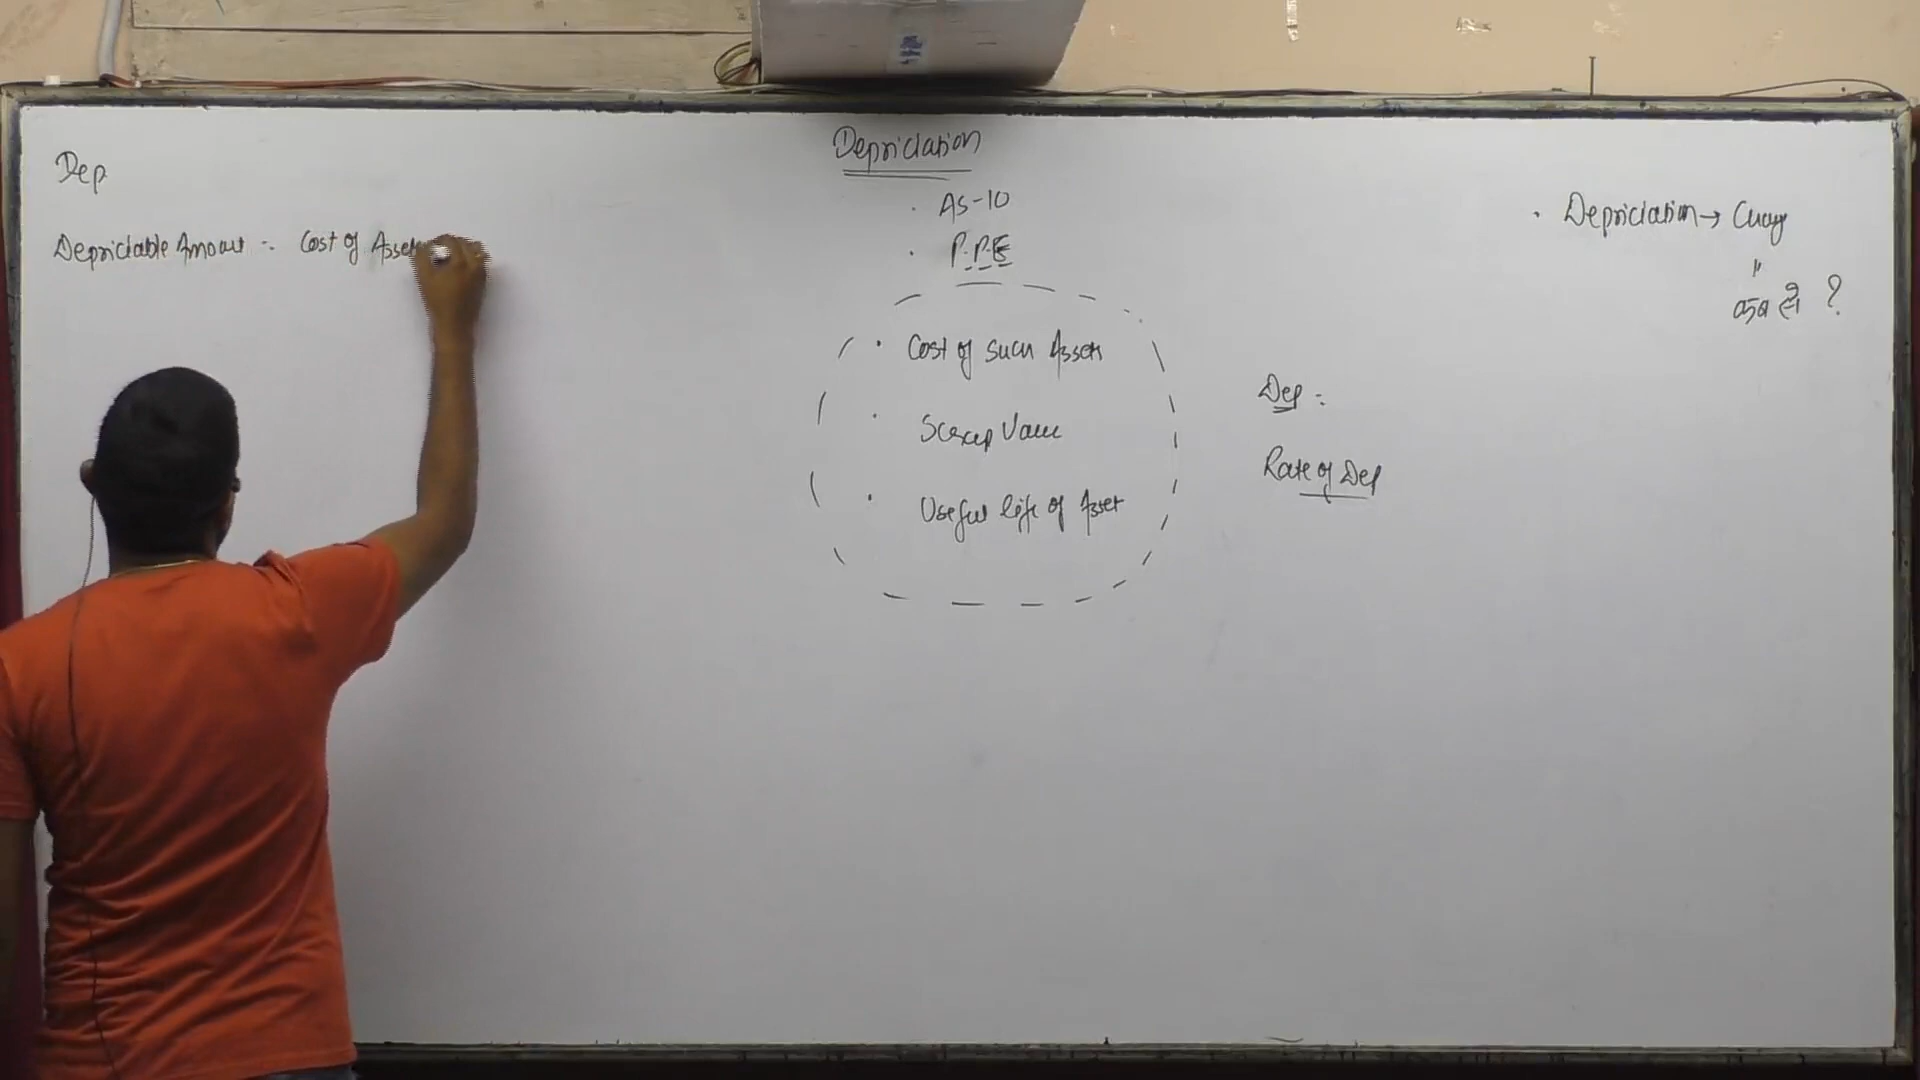 Depriciation
Dep
Depriciable Amount = Cost of Asset
· AS-10
· P.P.E
· Cost of Such Assets
· Scrap Value
· Useful life of Asset
Dep =
Rate of Dep
· Depriciation →
कब से ?